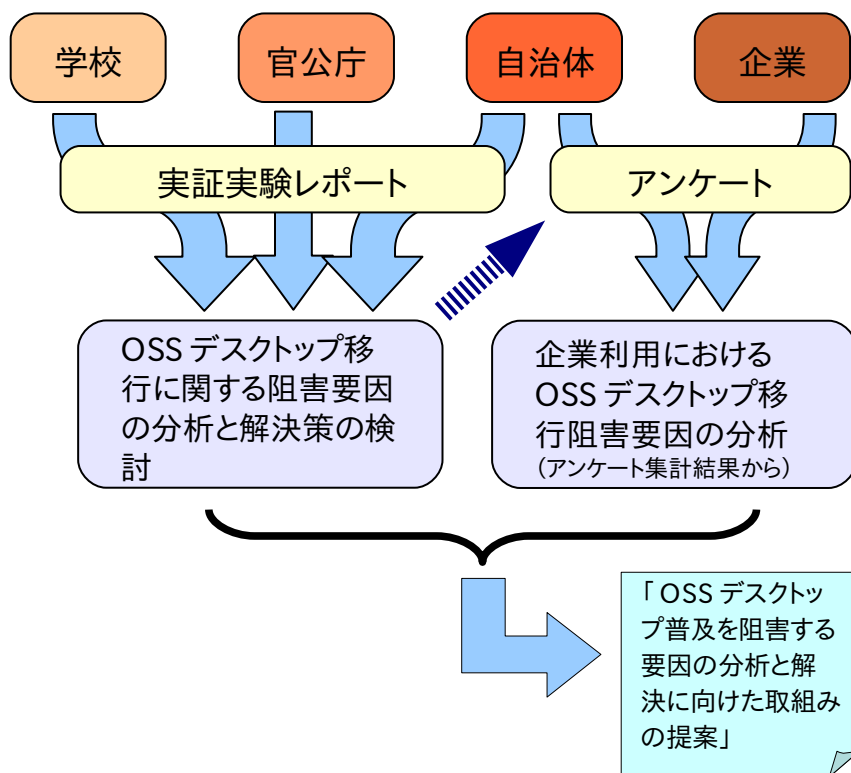 学校
官公庁
自治体
企業
実証実験レポート
アンケート
OSS デスクトップ移
行に関する阻害要因
の分析と解決策の検
討
企業利用における
OSS デスクトップ移
行阻害要因の分析
(アンケート集計結果から)
「 OSS デスクトッ
プ普及を阻害する
要因の分析と解
決に向けた取組み
の提案」